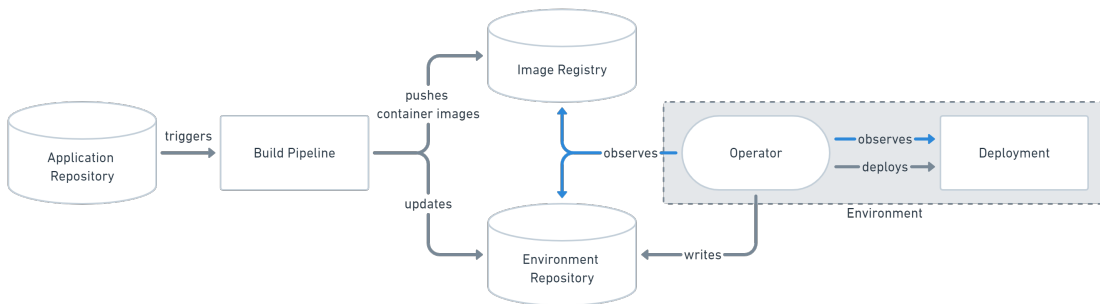 Application
Repository
triggers
Build Pipeline
pushes
container images
updates
Image Registry
Environment
Repository
observes
Operator
observes
deploys
Deployment
Environment
writes